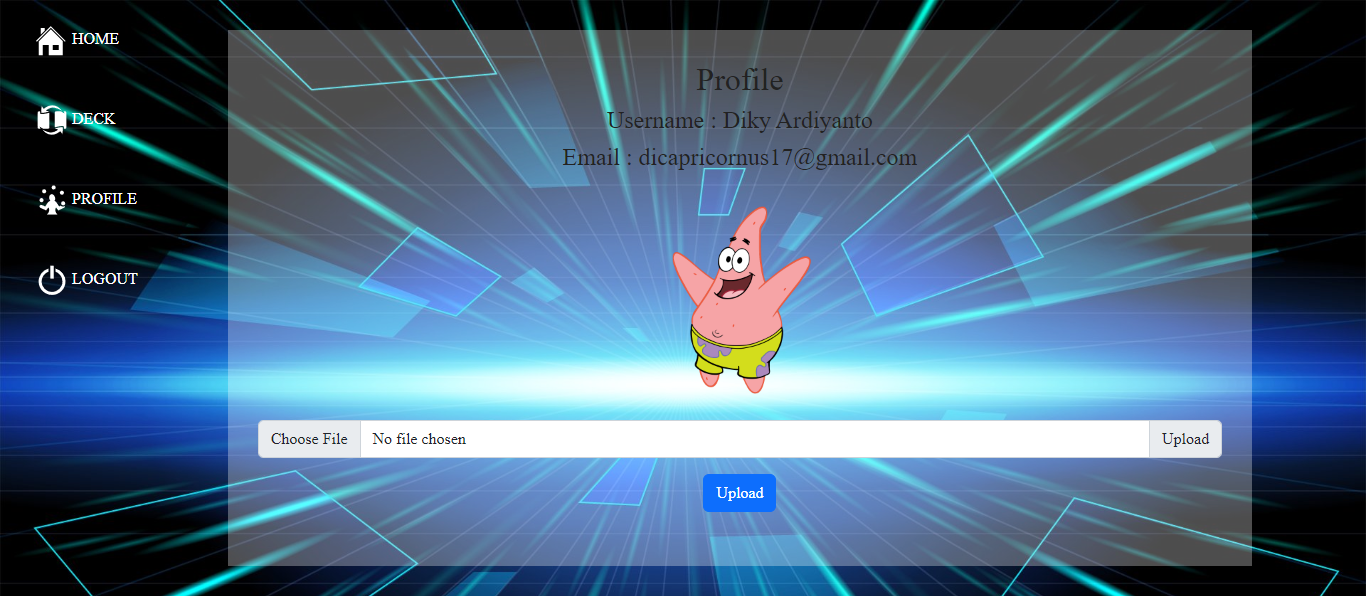 HOME
DECK
PROFILE
LOGOUT
Profile
Username : Diky Ardiyanto
Email : dicapricornus17@gmail.com
Choose File No file chosen Upload
Upload